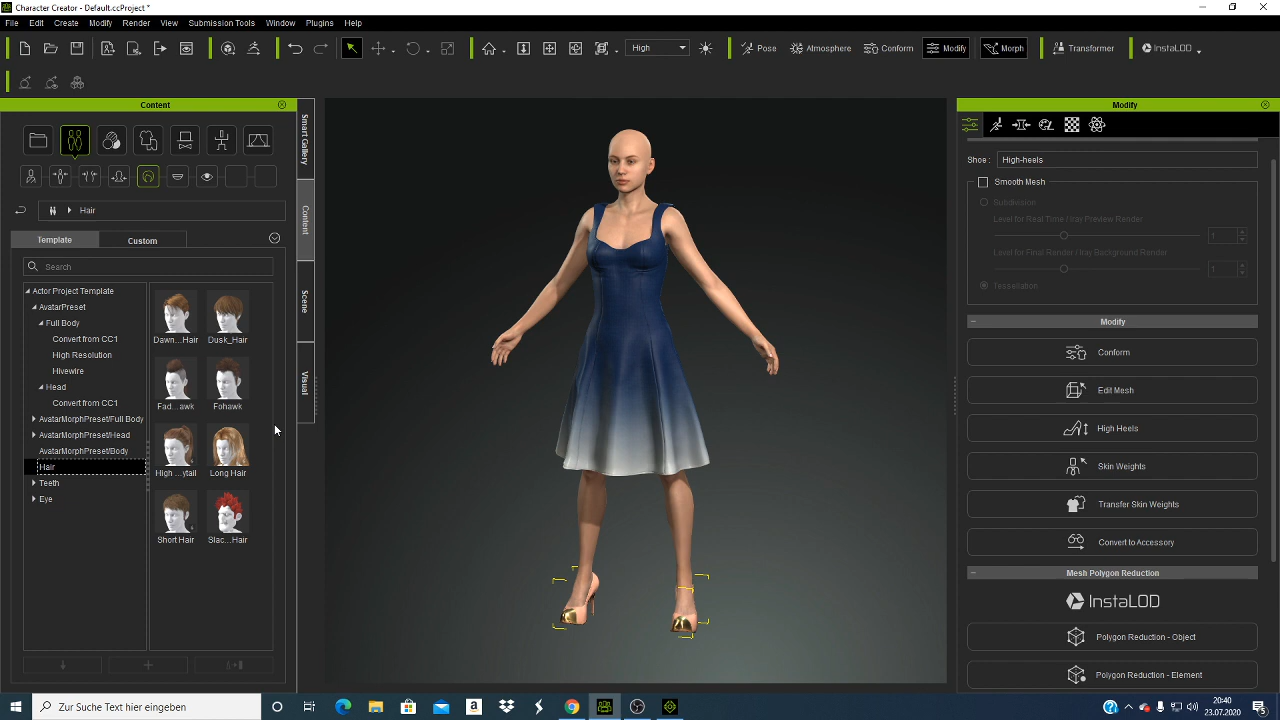 Character Creator - Default.ccProject *
File Edit Create Modify Render View Submission Tools Window Plugins Help
High Pose Atmosphere Conform Modify Morph Transformer InstaLOD
Content
Smart Gallery
Content
Scene
Visual
Hair
Template Custom
Search
Actor Project Template
AvatarPreset
Full Body
Convert from CC1
High Resolution
Hivewire
Head
Convert from CC1
AvatarMorphPreset/Full Body
AvatarMorphPreset/Head
AvatarMorphPreset/Body
Hair
Teeth
Eye
Dawn...Hair Dusk_Hair
Fad...awk Fohawk
High ...ytail Long Hair
Short Hair Slac...Hair
Modify
Shoe : High-heels
Smooth Mesh
Subdivision
Level for Real Time / Iray Preview Render
1
Level for Final Render / Iray Background Render
1
Tessellation
Modify
Conform
Edit Mesh
High Heels
Skin Weights
Transfer Skin Weights
Convert to Accessory
Mesh Polygon Reduction
InstaLOD
Polygon Reduction - Object
Polygon Reduction - Element
Zur Suche Text hier eingeben
20:40
23.07.2020